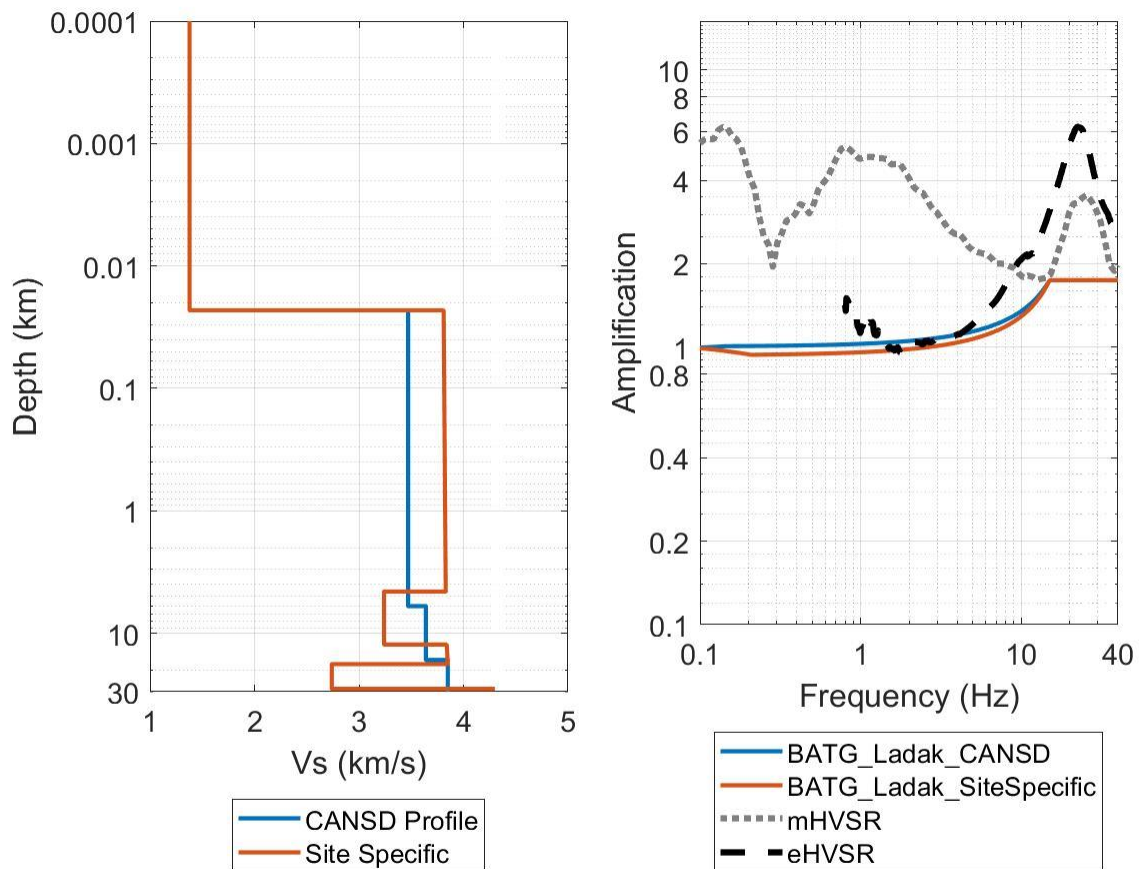 0.0001
0.001
0.01
0.1
1
10
30
Depth (km)
1 2 3 4 5
Vs (km/s)
CANSD Profile
Site Specific
10
8
6
4
2
1
0.8
0.4
0.2
0.1
Amplification
0.1 1 10 40
Frequency (Hz)
BATG_Ladak_CANSD
BATG_Ladak_SiteSpecific
mHVSR
eHVSR